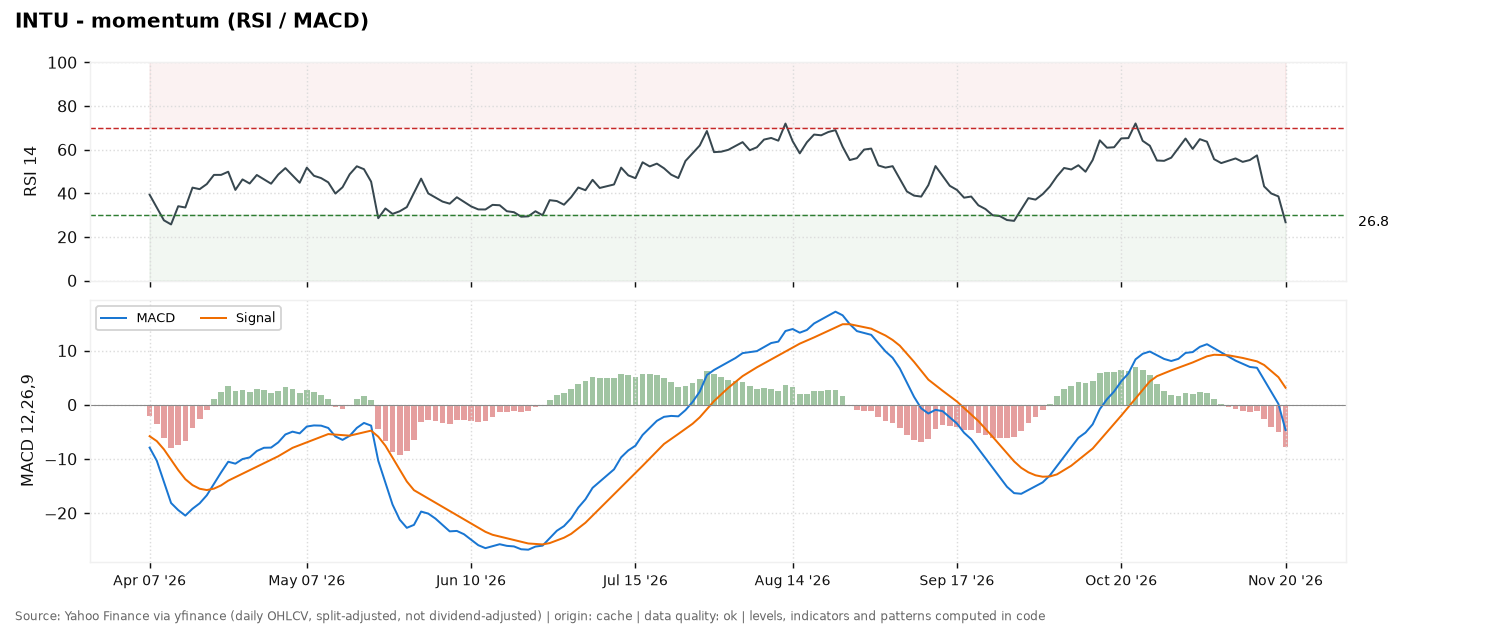 INTU - momentum (RSI / MACD)
100
80
60
40
20
0
RSI 14
26.8
MACD
Signal
10
0
−10
−20
MACD 12,26,9
Apr 07 '26
May 07 '26
Jun 10 '26
Jul 15 '26
Aug 14 '26
Sep 17 '26
Oct 20 '26
Nov 20 '26
Source: Yahoo Finance via yfinance (daily OHLCV, split-adjusted, not dividend-adjusted) | origin: cache | data quality: ok | levels, indicators and patterns computed in code